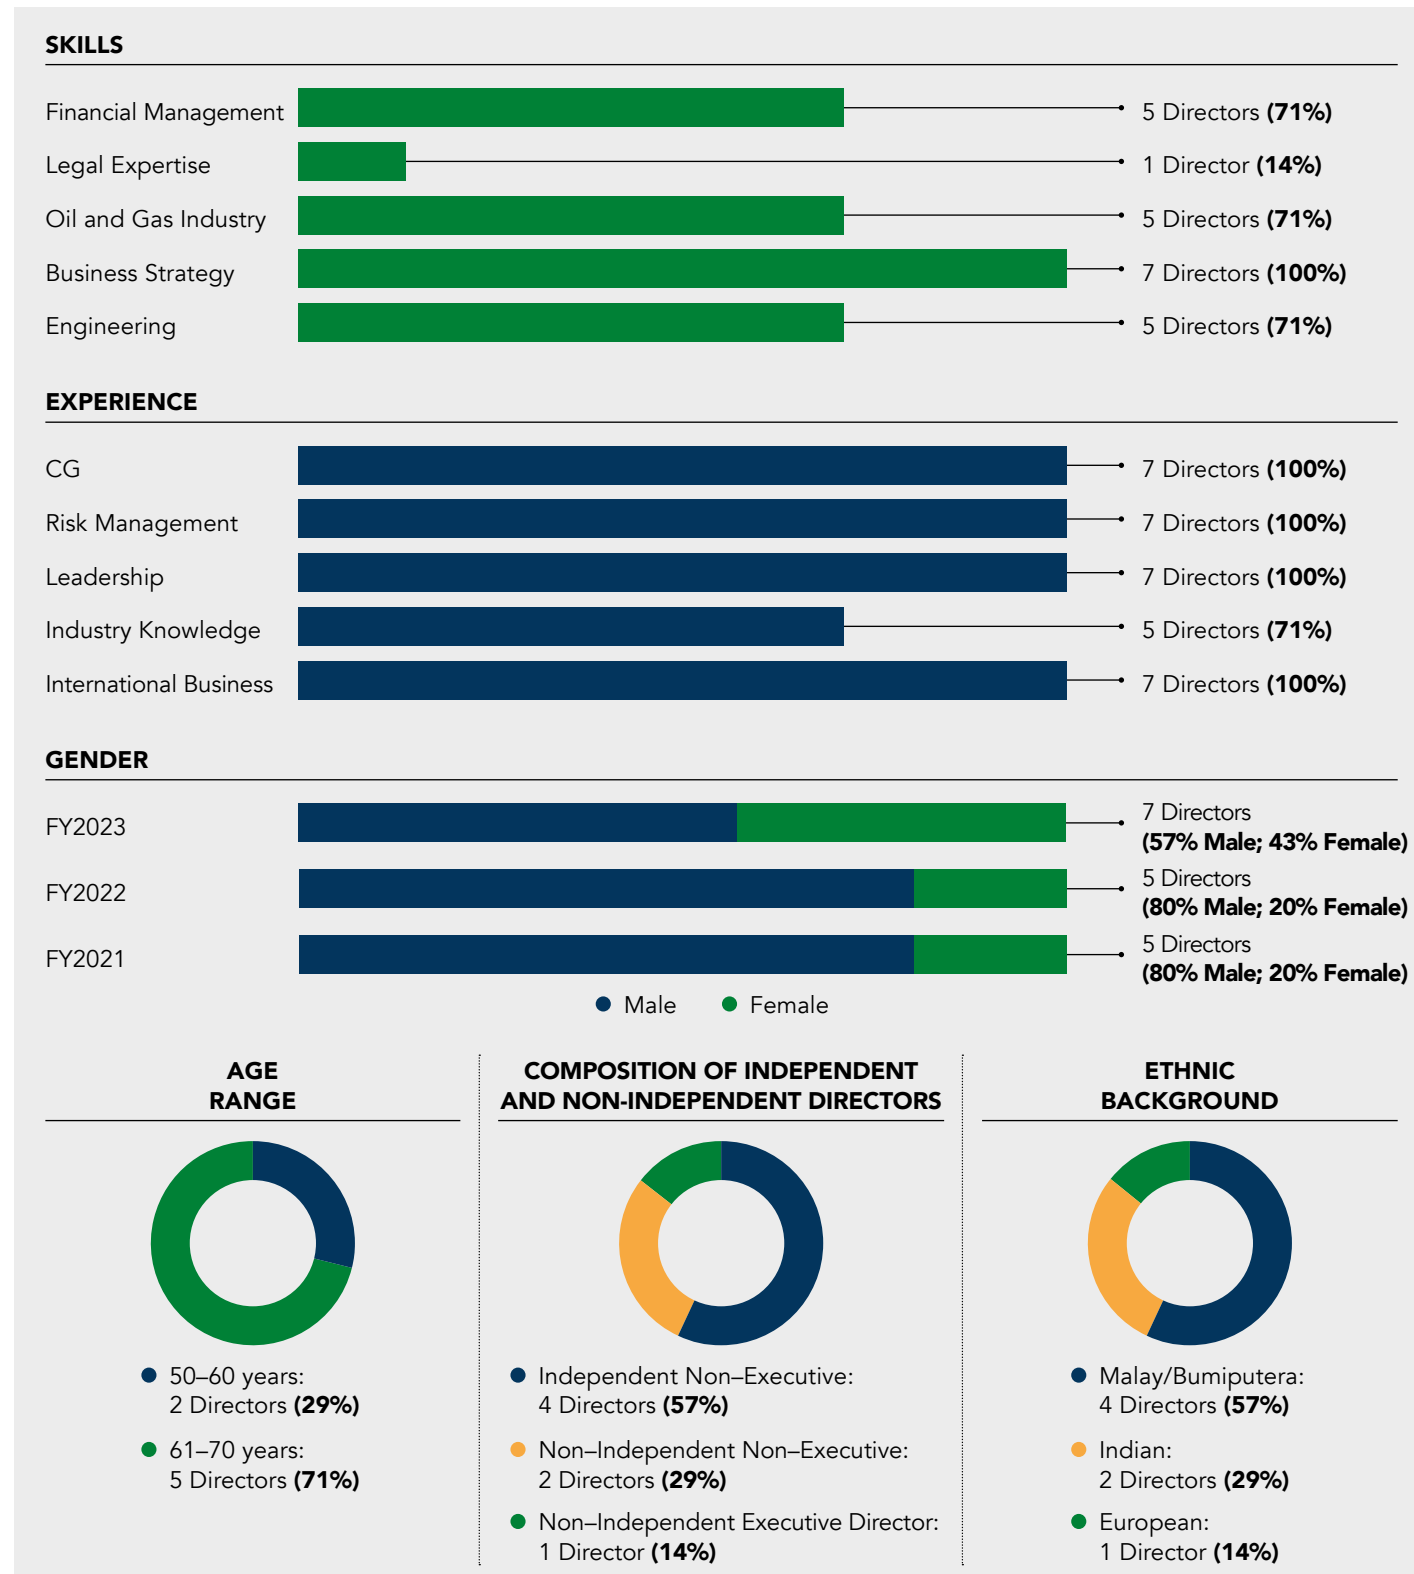 SKILLS
Financial Management 5 Directors (71%)
Legal Expertise 1 Director (14%)
Oil and Gas Industry 5 Directors (71%)
Business Strategy 7 Directors (100%)
Engineering 5 Directors (71%)
EXPERIENCE
CG 7 Directors (100%)
Risk Management 7 Directors (100%)
Leadership 7 Directors (100%)
Industry Knowledge 5 Directors (71%)
International Business 7 Directors (100%)
GENDER
FY2023 7 Directors
(57% Male; 43% Female)
FY2022 5 Directors
(80% Male; 20% Female)
FY2021 5 Directors
(80% Male; 20% Female)
Male Female
AGE
RANGE
50–60 years:
2 Directors (29%)
61–70 years:
5 Directors (71%)
COMPOSITION OF INDEPENDENT
AND NON-INDEPENDENT DIRECTORS
Independent Non–Executive:
4 Directors (57%)
Non–Independent Non–Executive:
2 Directors (29%)
Non–Independent Executive Director:
1 Director (14%)
ETHNIC
BACKGROUND
Malay/Bumiputera:
4 Directors (57%)
Indian:
2 Directors (29%)
European:
1 Director (14%)